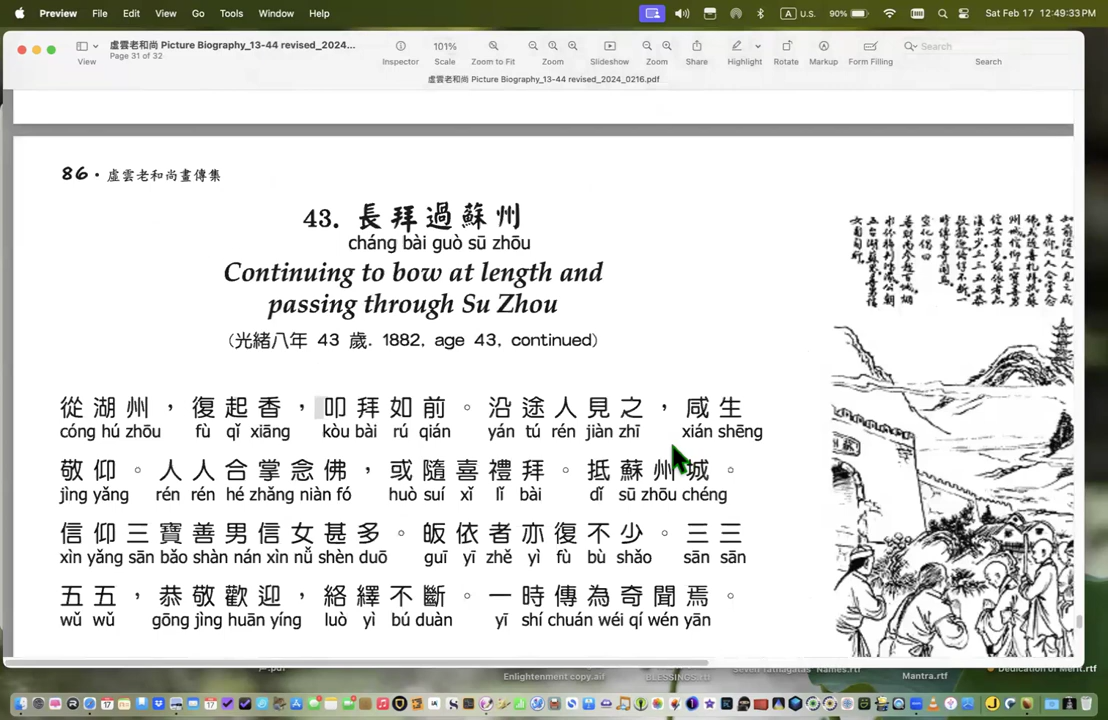 Preview File Edit View Go Tools Window Help
U.S. 90% Sat Feb 17 12:49:33 PM
虛雲老和尚 Picture Biography_13-44 revised_2024...
Page 31 of 32
View
101%
Inspector Scale Zoom to Fit Zoom Slideshow Zoom Share Highlight Rotate Markup Form Filling Search
Search
虛雲老和尚 Picture Biography_13-44 revised_2024_0216.pdf
86 • 虛雲老和尚畫傳集
43. 長拜過蘇州
cháng bài guò sū zhōu
Continuing to bow at length and
passing through Su Zhou
(光緒八年 43 歲. 1882, age 43, continued)
從湖州，復起香，叩拜如前。沿途人見之，咸生
cóng hú zhōu fù qǐ xiāng kòu bài rú qián yán tú rén jiàn zhī xián shēng
敬仰。人人合掌念佛，或隨喜禮拜。抵蘇州城。
jìng yǎng rén rén hé zhǎng niàn fó huò suí xǐ lǐ bài dǐ sū zhōu chéng
信仰三寶善男信女甚多。皈依者亦復不少。三三
xìn yǎng sān bǎo shàn nán xìn nǚ shèn duō guī yī zhě yì fù bù shǎo sān sān
五五，恭敬歡迎，絡繹不斷。一時傳為奇聞焉。
wǔ wǔ gōng jìng huān yíng luò yì bú duàn yī shí chuán wéi qí wén yān
.pdf
Enlightenment copy.aif
BLESSINGS.rtf
Seven Tathagatas' Names.rtf
Mantra.rtf
Dedication of Merit.rtf